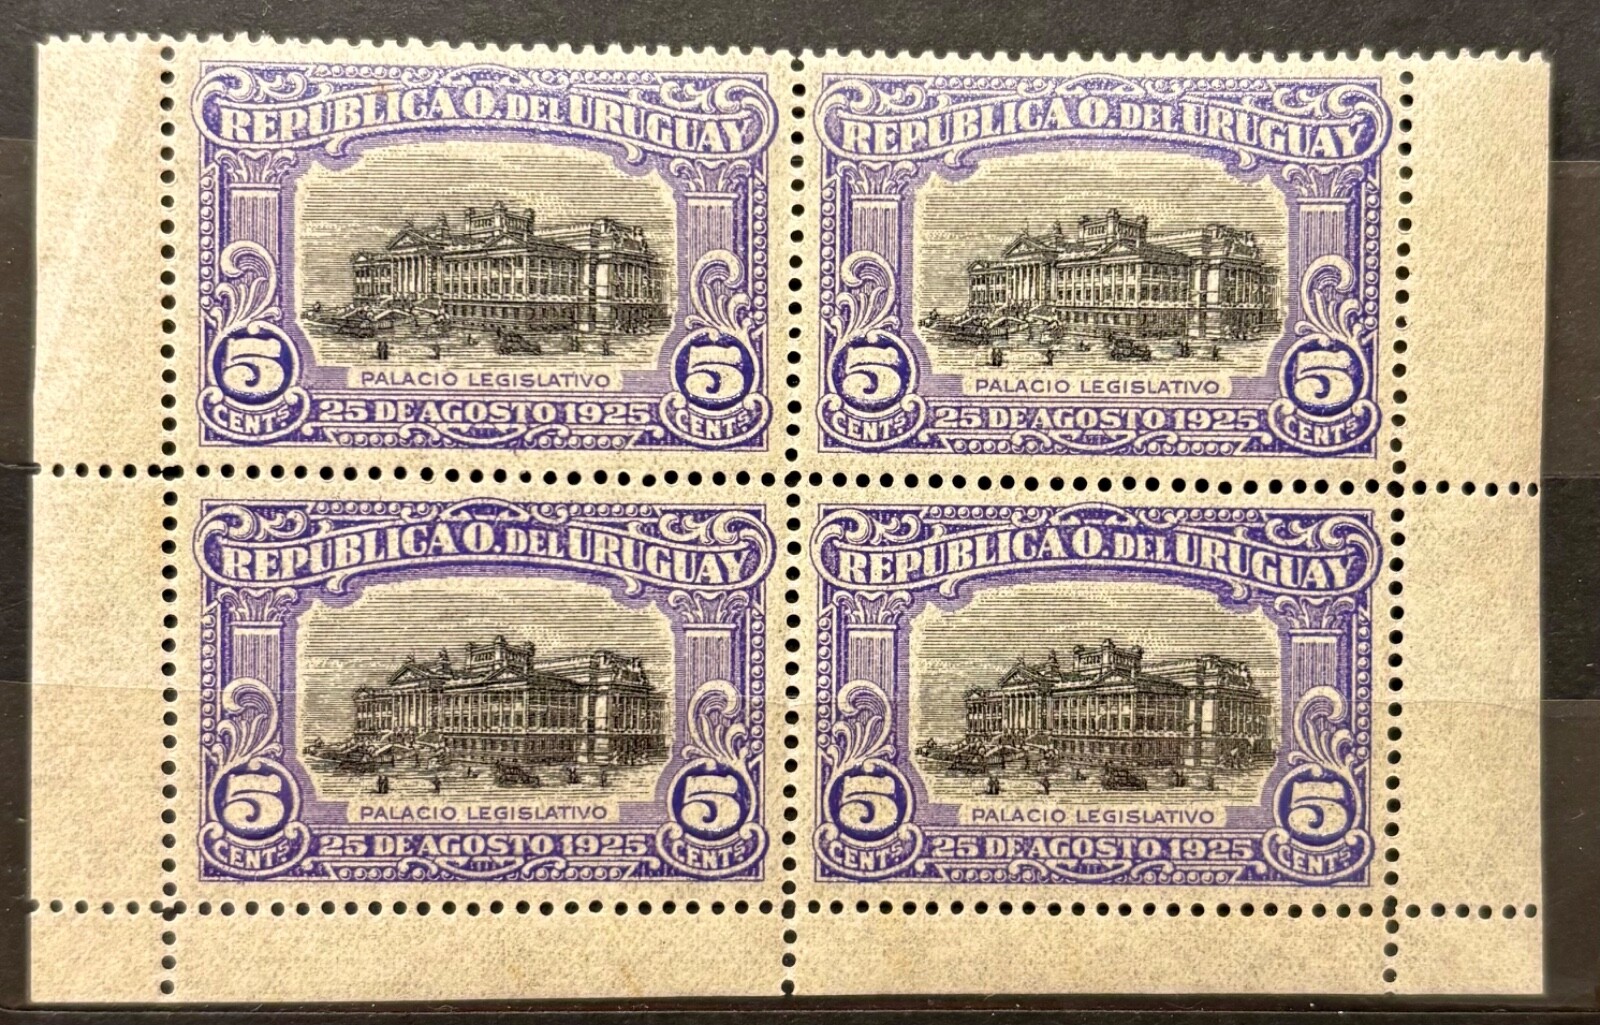 REPUBLICA O. DEL URUGUAY
PALACIO LEGISLATIVO
5 5
CENTS. 25 DE AGOSTO 1925 CENTS.
REPUBLICA O. DEL URUGUAY
PALACIO LEGISLATIVO
5 5
CENTS. 25 DE AGOSTO 1925 CENTS.
REPUBLICA O. DEL URUGUAY
PALACIO LEGISLATIVO
5 5
CENTS. 25 DE AGOSTO 1925 CENTS.
REPUBLICA O. DEL URUGUAY
PALACIO LEGISLATIVO
5 5
CENTS. 25 DE AGOSTO 1925 CENTS.